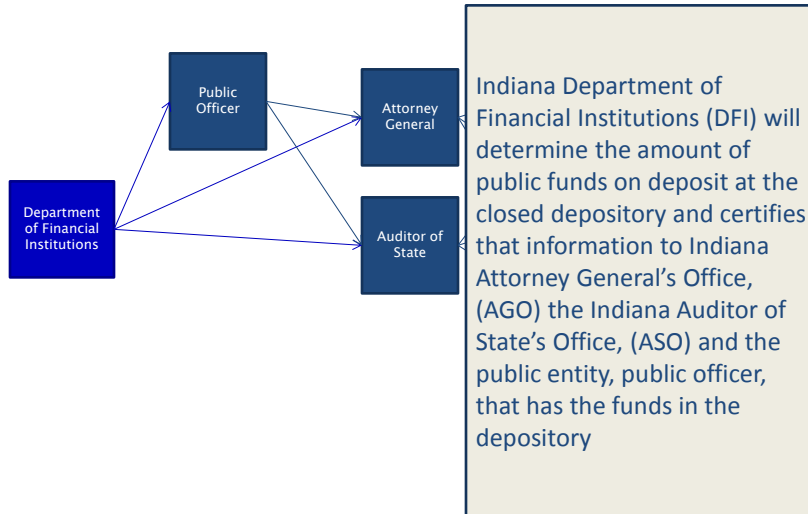 Public
Officer
Attorney
General
Department
of Financial
Institutions
Auditor of
State
Indiana Department of
Financial Institutions (DFI) will
determine the amount of
public funds on deposit at the
closed depository and certifies
that information to Indiana
Attorney General’s Office,
(AGO) the Indiana Auditor of
State’s Office, (ASO) and the
public entity, public officer,
that has the funds in the
depository